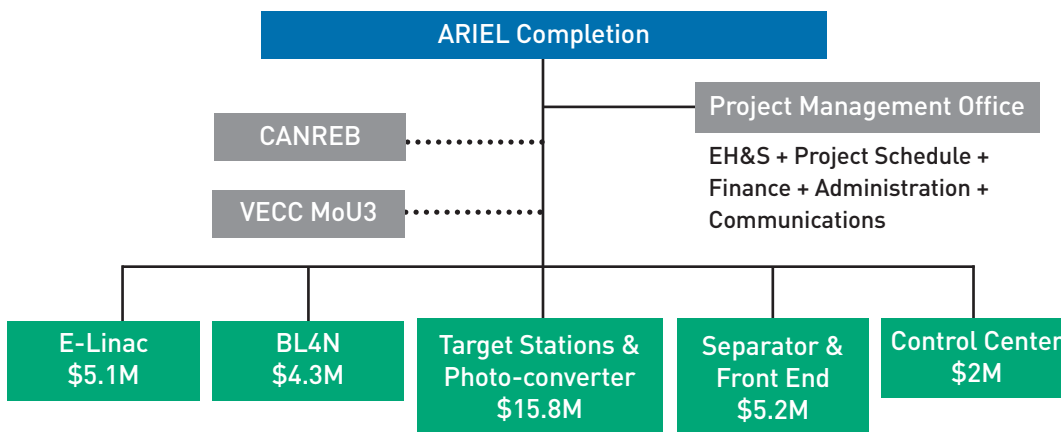 ARIEL Completion
Project Management Office
CANREB
EH&S + Project Schedule +
Finance + Administration +
Communications
VECC MoU3
E-Linac
$5.1M
BL4N
$4.3M
Target Stations &
Photo-converter
$15.8M
Separator &
Front End
$5.2M
Control Center
$2M